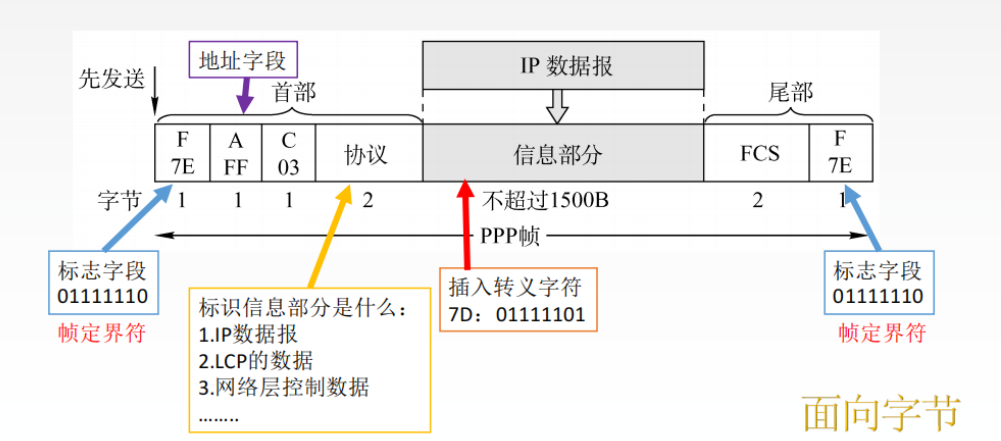 地址字段
IP 数据报
先发送
首部
尾部
F
7E
A
FF
C
03
协议
信息部分
FCS
F
7E
字节
1
1
1
2
不超过1500B
2
1
PPP帧
标志字段
01111110
帧定界符
标识信息部分是什么：
1.IP数据报
2.LCP的数据
3.网络层控制数据
……..
插入转义字符
7D：01111101
标志字段
01111110
帧定界符
面向字节